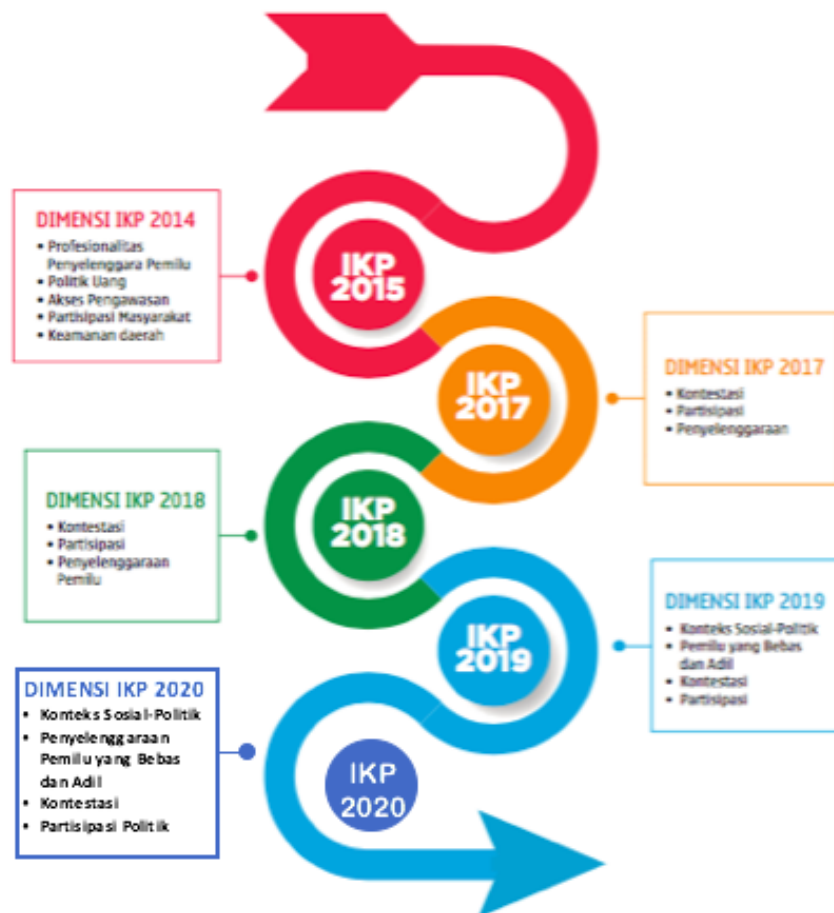 DIMENSI IKP 2014
• Profesionalitas
Penyelenggara Pemilu
• Politik Uang
• Akses Pengawasan
• Partisipasi Masyarakat
• Keamanan daerah
IKP
2015
IKP
2017
DIMENSI IKP 2017
• Kontestasi
• Partisipasi
• Penyelenggaraan
DIMENSI IKP 2018
• Kontestasi
• Partisipasi
• Penyelenggaraan
Pemilu
IKP
2018
IKP
2019
DIMENSI IKP 2019
• Konteks Sosial-Politik
• Pemilu yang Bebas
dan Adil
• Kontestasi
• Partisipasi
DIMENSI IKP 2020
• Konteks Sosial-Politik
• Penyelenggaraan
Pemilu yang Bebas
dan Adil
• Kontestasi
• Partisipasi Politik
IKP
2020